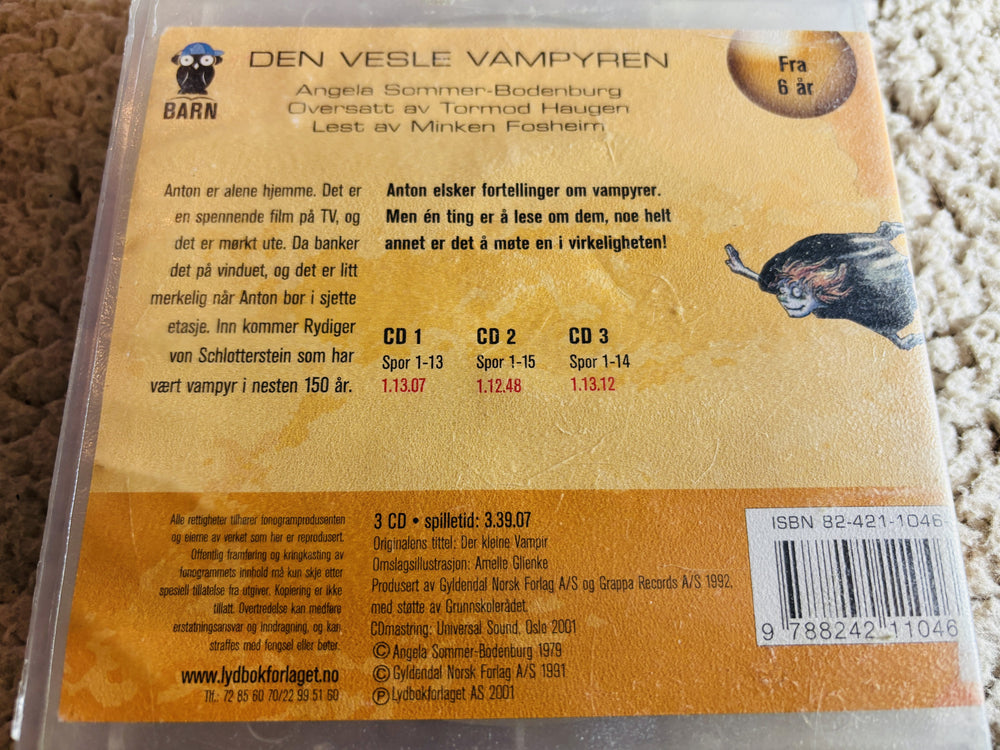 DEN VESLE VAMPYREN
Angela Sommer-Bodenburg
Oversatt av Tormod Haugen
Lest av Minken Fosheim
BARN
Fra
6 år
Anton er alene hjemme. Det er
en spennende film på TV, og
det er mørkt ute. Da banker
det på vinduet, og det er litt
merkelig når Anton bor i sjette
etasje. Inn kommer Rydiger
von Schlotterstein som har
vært vampyr i nesten 150 år.
Anton elsker fortellinger om vampyrer.
Men én ting er å lese om dem, noe helt
annet er det å møte en i virkeligheten!
CD 1 CD 2 CD 3
Spor 1-13 Spor 1-15 Spor 1-14
1.13.07 1.12.48 1.13.12
Alle rettigheter tilhører fonogramprodusenten
og eierne av verket som her er reprodusert.
Offentlig framføring og kringkasting av
fonogrammets innhold må kun skje etter
spesiell tillatelse fra utgiver. Kopiering er ikke
tillatt. Overtredelse kan medføre
erstatningsansvar og inndragning, og kan
straffes med fengsel eller bøter.
www.lydbokforlaget.no
Tlf.: 72 85 60 70/22 99 51 60
3 CD • spilletid: 3.39.07
Originalens tittel: Der kleine Vampir
Omslagsillustrasjon: Amelie Glienke
Produsert av Gyldendal Norsk Forlag A/S og Grappa Records A/S 1992.
med støtte av Grunnskolerådet.
CDmastring: Universal Sound, Oslo 2001
© Angela Sommer-Bodenburg 1979
© Gyldendal Norsk Forlag A/S 1991
℗ Lydbokforlaget AS 2001
ISBN 82-421-1046-
9 788242 11046